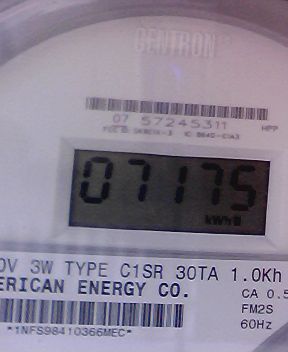 CENTRON
07 57245311 HPP
07175
kWh
0V 3W TYPE C1SR 30TA 1.0Kh
ERICAN ENERGY CO. CA 0.5
FM2S
*1NFS98410366MEC* 60Hz